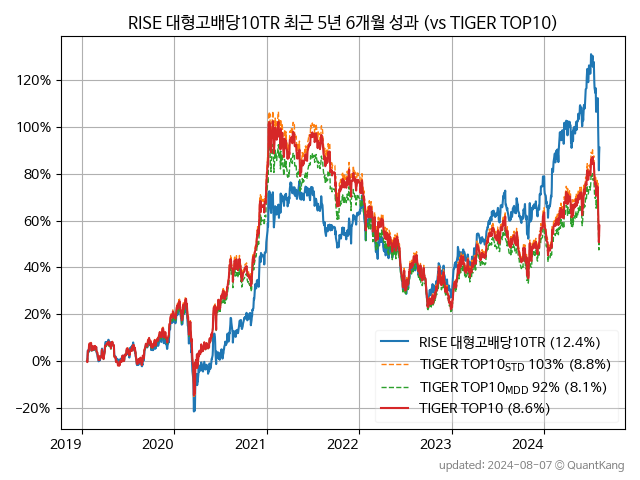 RISE 대형고배당10TR 최근 5년 6개월 성과 (vs TIGER TOP10)
120%
100%
80%
60%
40%
20%
0%
−20%
RISE 대형고배당10TR (12.4%)
TIGER TOP10STD 103% (8.8%)
TIGER TOP10MDD 92% (8.1%)
TIGER TOP10 (8.6%)
2019 2020 2021 2022 2023 2024
updated: 2024-08-07 © QuantKang